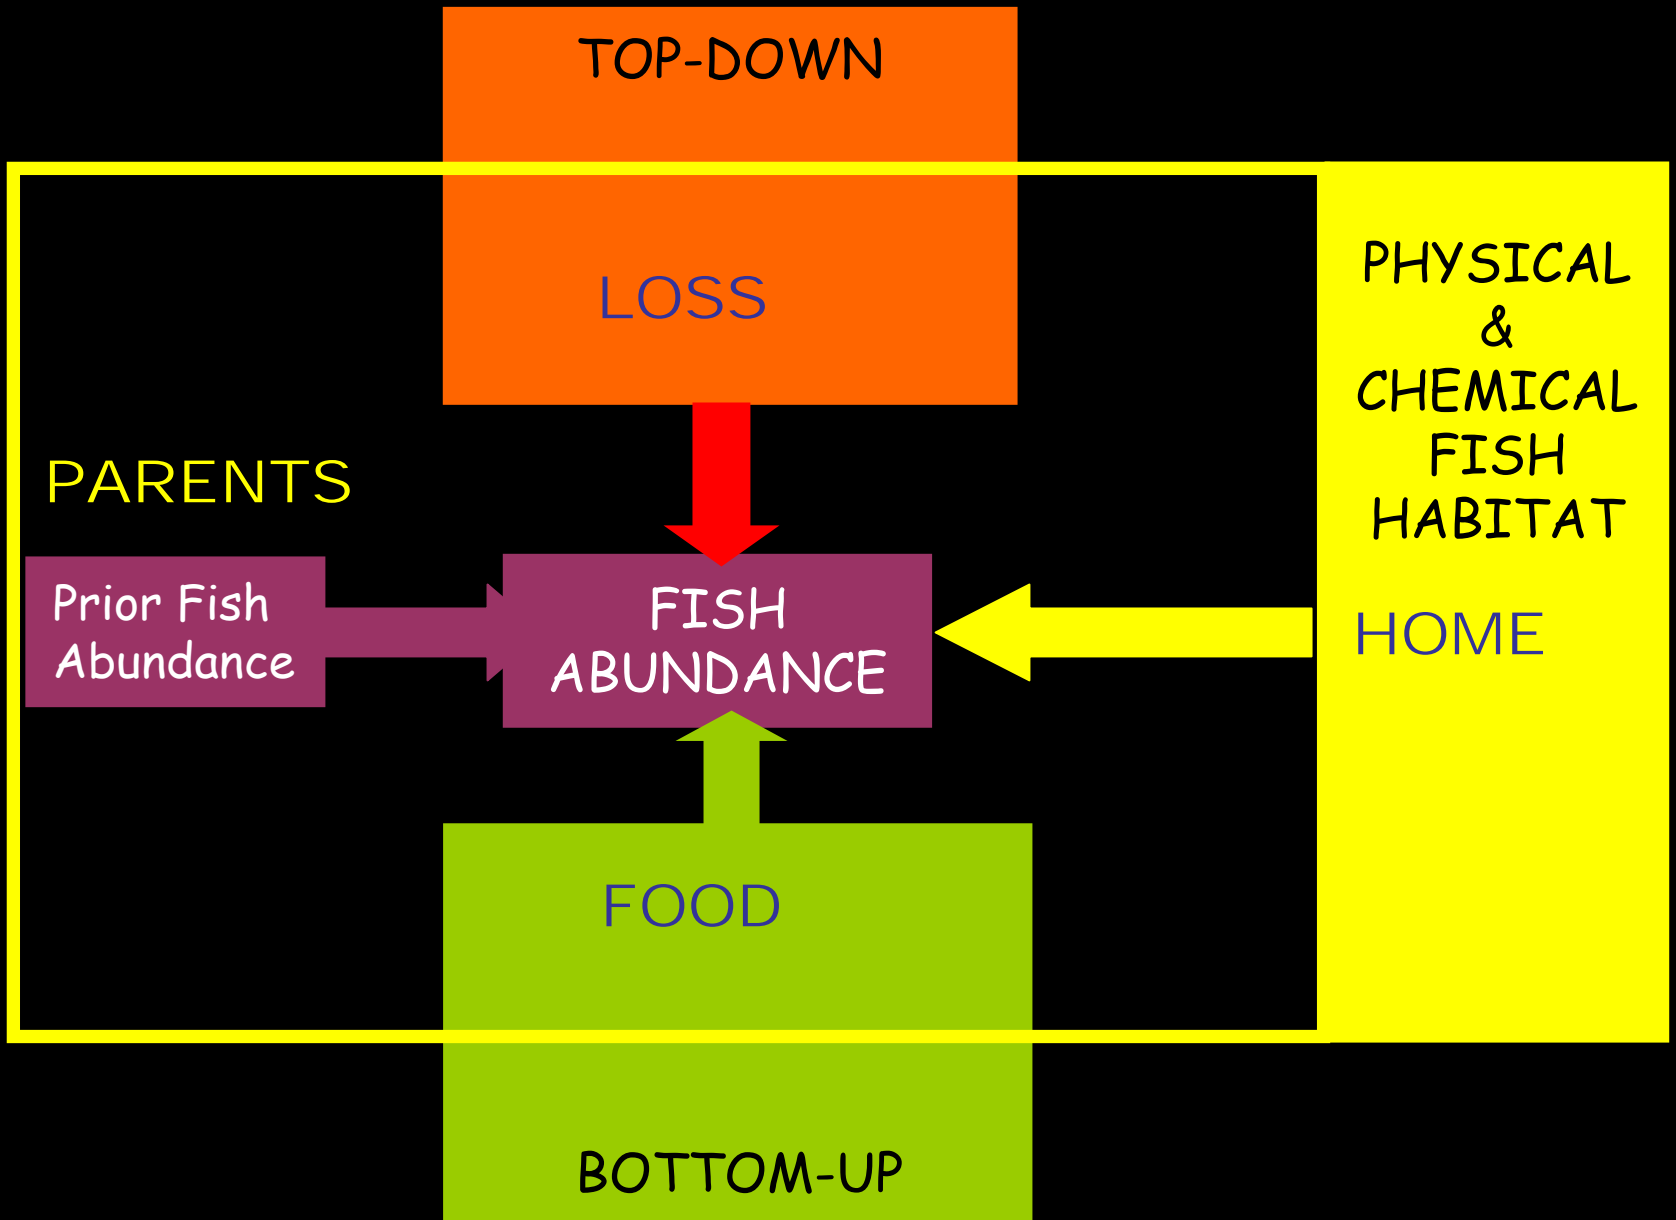 TOP-DOWN
LOSS
PHYSICAL
&
CHEMICAL
FISH
HABITAT
HOME
PARENTS
Prior Fish
Abundance
FISH
ABUNDANCE
FOOD
BOTTOM-UP